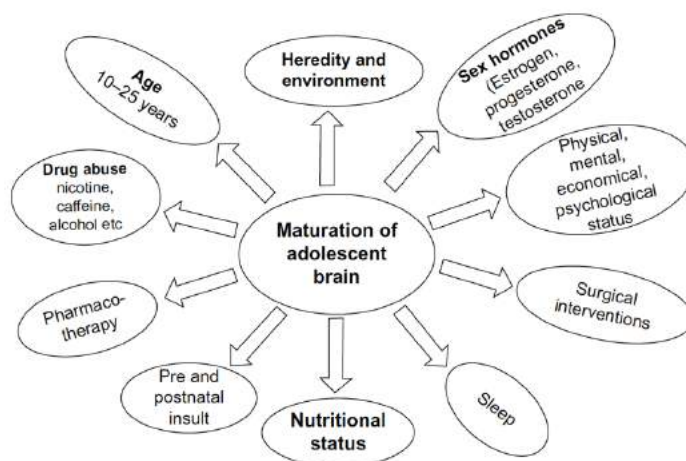 Heredity and
environment
Sex hormones
(Estrogen,
progesterone,
testosterone
Age
10–25 years
Physical,
mental,
economical,
psychological
status
Drug abuse
nicotine,
caffeine,
alcohol etc
Maturation of
adolescent
brain
Surgical
interventions
Pharmaco-
therapy
Pre and
postnatal
insult
Nutritional
status
Sleep